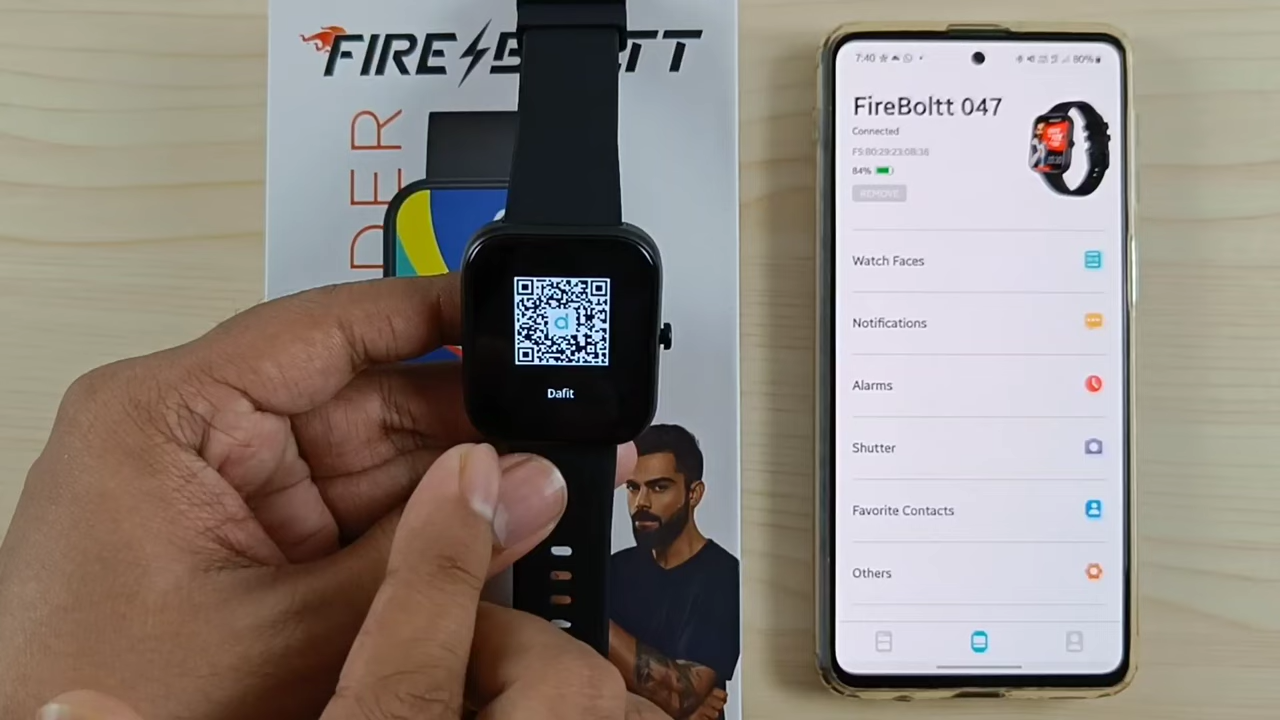 FIRE BOLTT
DER
Dafit
7:40
80%
FireBoltt 047
Connected
84%
REMOVE
Watch Faces
Notifications
Alarms
Shutter
Favorite Contacts
Others